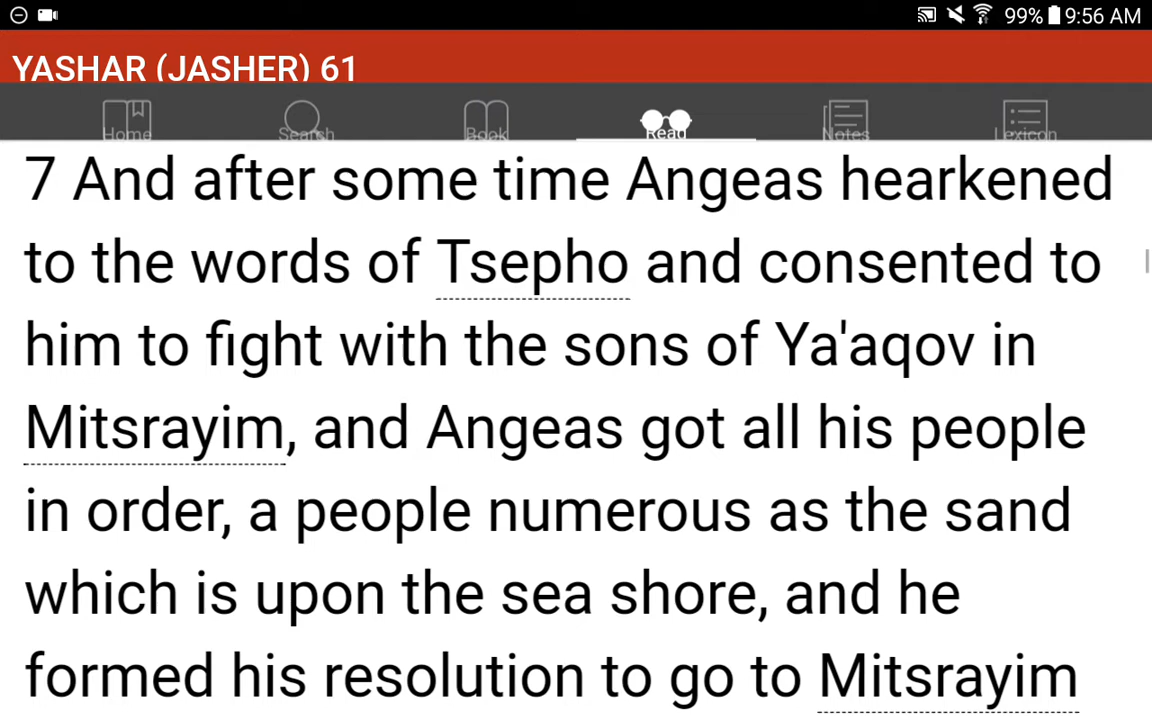 99% 9:56 AM
YASHAR (JASHER) 61
Home Search Book Read Notes Lexicon
7 And after some time Angeas hearkened
to the words of Tsepho and consented to
him to fight with the sons of Ya'aqov in
Mitsrayim, and Angeas got all his people
in order, a people numerous as the sand
which is upon the sea shore, and he
formed his resolution to go to Mitsrayim